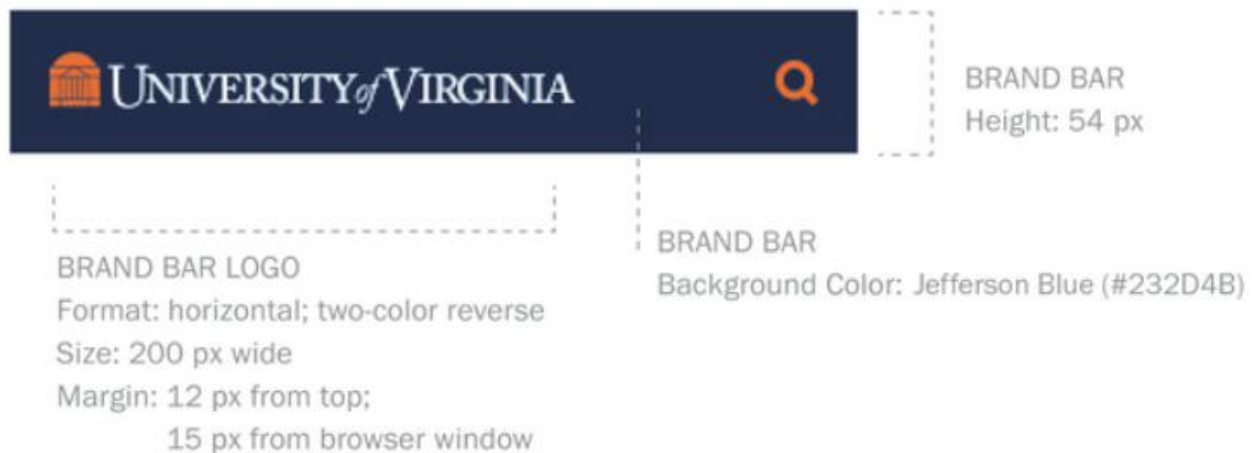 UNIVERSITY of VIRGINIA
BRAND BAR
Height: 54 px
BRAND BAR
Background Color: Jefferson Blue (#232D4B)
BRAND BAR LOGO
Format: horizontal; two-color reverse
Size: 200 px wide
Margin: 12 px from top;
15 px from browser window